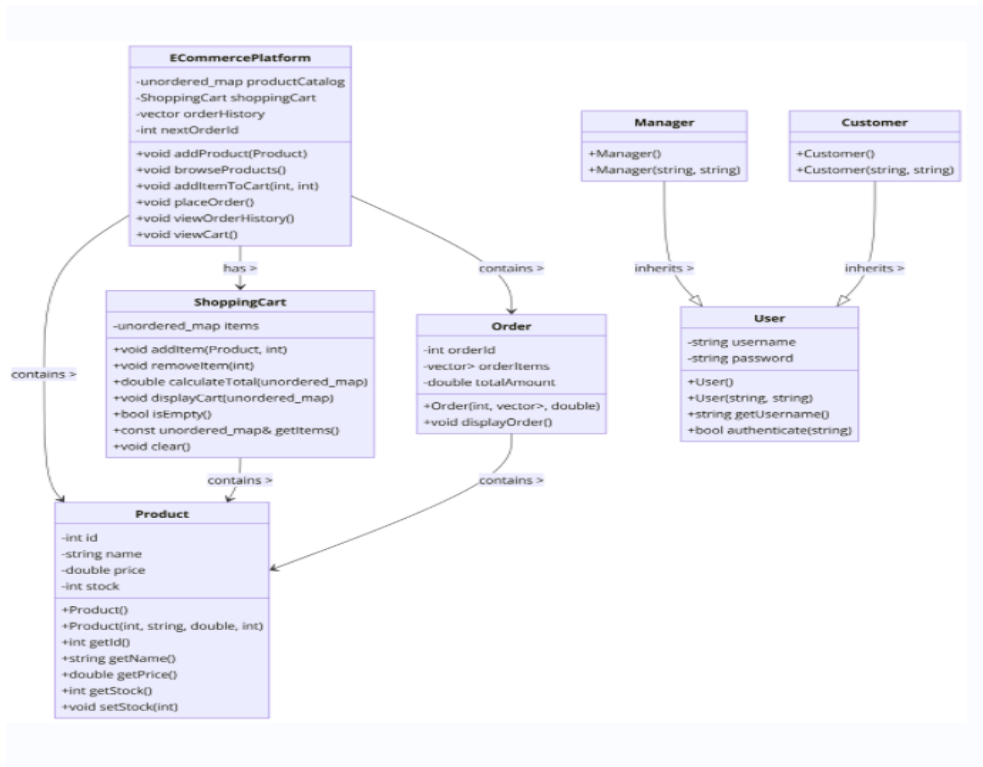 ECommercePlatform
-unordered_map productCatalog
-ShoppingCart shoppingCart
-vector orderHistory
-int nextOrderId
+void addProduct(Product)
+void browseProducts()
+void addItemToCart(int, int)
+void placeOrder()
+void viewOrderHistory()
+void viewCart()
Manager
+Manager()
+Manager(string, string)
Customer
+Customer()
+Customer(string, string)
has >
contains >
inherits >
inherits >
ShoppingCart
-unordered_map items
+void addItem(Product, int)
+void removeItem(int)
+double calculateTotal(unordered_map)
+void displayCart(unordered_map)
+bool isEmpty()
+const unordered_map& getItems()
+void clear()
Order
-int orderId
-vector> orderItems
-double totalAmount
+Order(int, vector>, double)
+void displayOrder()
User
-string username
-string password
+User()
+User(string, string)
+string getUsername()
+bool authenticate(string)
contains >
contains >
contains >
Product
-int id
-string name
-double price
-int stock
+Product()
+Product(int, string, double, int)
+int getId()
+string getName()
+double getPrice()
+int getStock()
+void setStock(int)